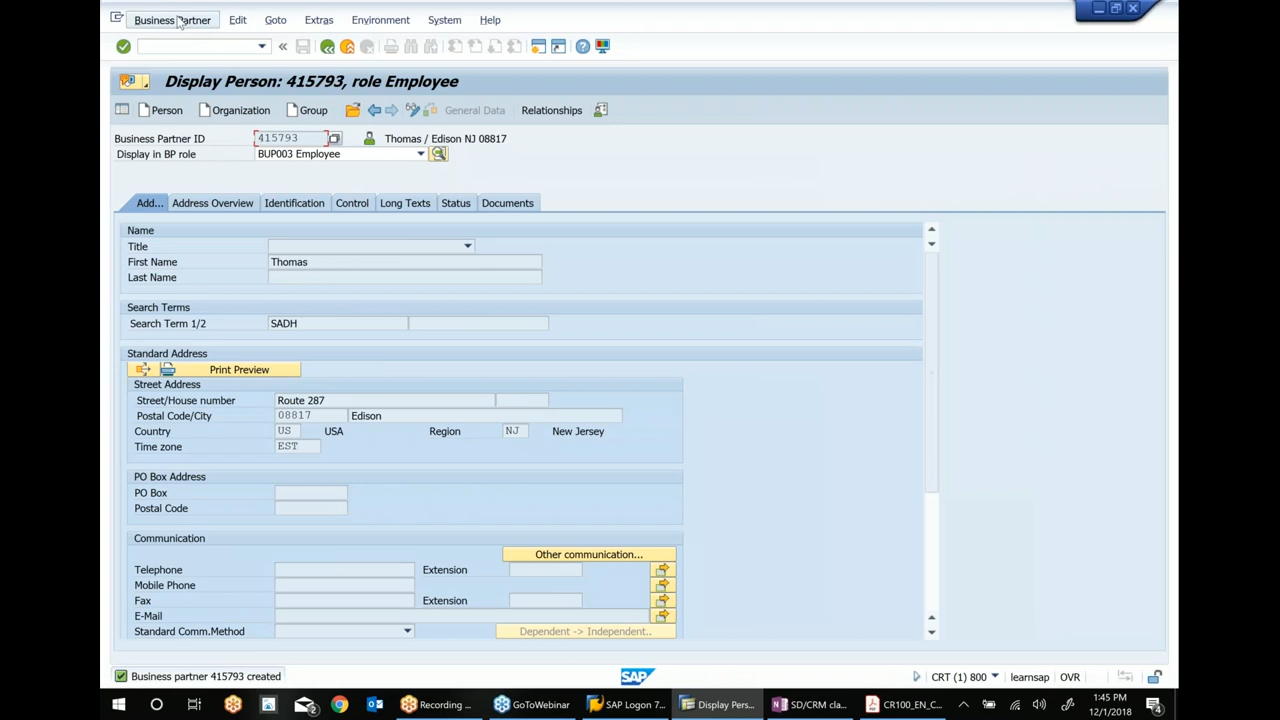 Business Partner Edit Goto Extras Environment System Help
Display Person: 415793, role Employee
Person Organization Group General Data Relationships
Business Partner ID 415793 Thomas / Edison NJ 08817
Display in BP role BUP003 Employee
Add... Address Overview Identification Control Long Texts Status Documents
Name
Title
First Name Thomas
Last Name
Search Terms
Search Term 1/2 SADH
Standard Address
Print Preview
Street Address
Street/House number Route 287
Postal Code/City 08817 Edison
Country US USA Region NJ New Jersey
Time zone EST
PO Box Address
PO Box
Postal Code
Communication
Other communication...
Telephone Extension
Mobile Phone
Fax Extension
E-Mail
Standard Comm.Method Dependent -> Independent..
Business partner 415793 created SAP CRT (1) 800 learnsap OVR
Recording ... GoToWebinar SAP Logon 7... Display Pers... SD/CRM cla... CR100_EN_C... 1:45 PM
12/1/2018